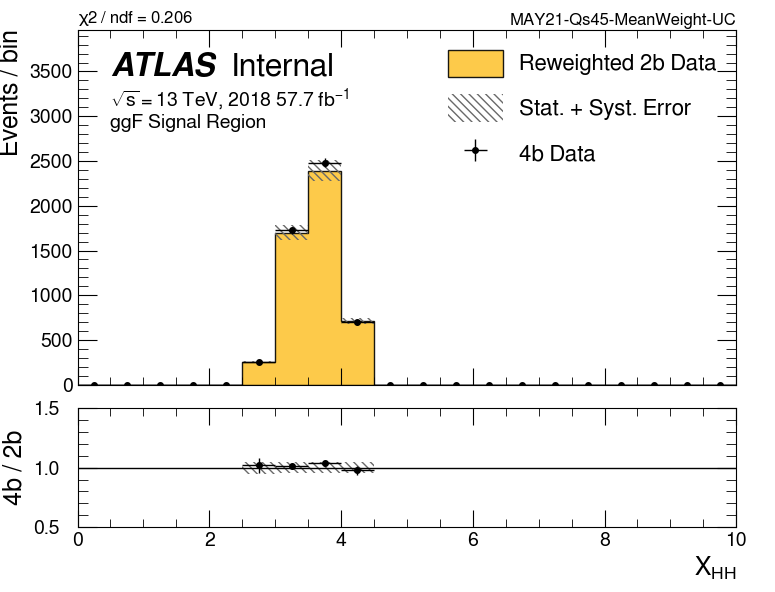 χ² / ndf = 0.206
MAY21-Qs45-MeanWeight-UC
ATLAS Internal
√s = 13 TeV, 2018 57.7 fb⁻¹
ggF Signal Region
Reweighted 2b Data
Stat. + Syst. Error
4b Data
Events / bin
3500
3000
2500
2000
1500
1000
500
0
4b / 2b
1.5
1.0
0.5
0 2 4 6 8 10
X_HH